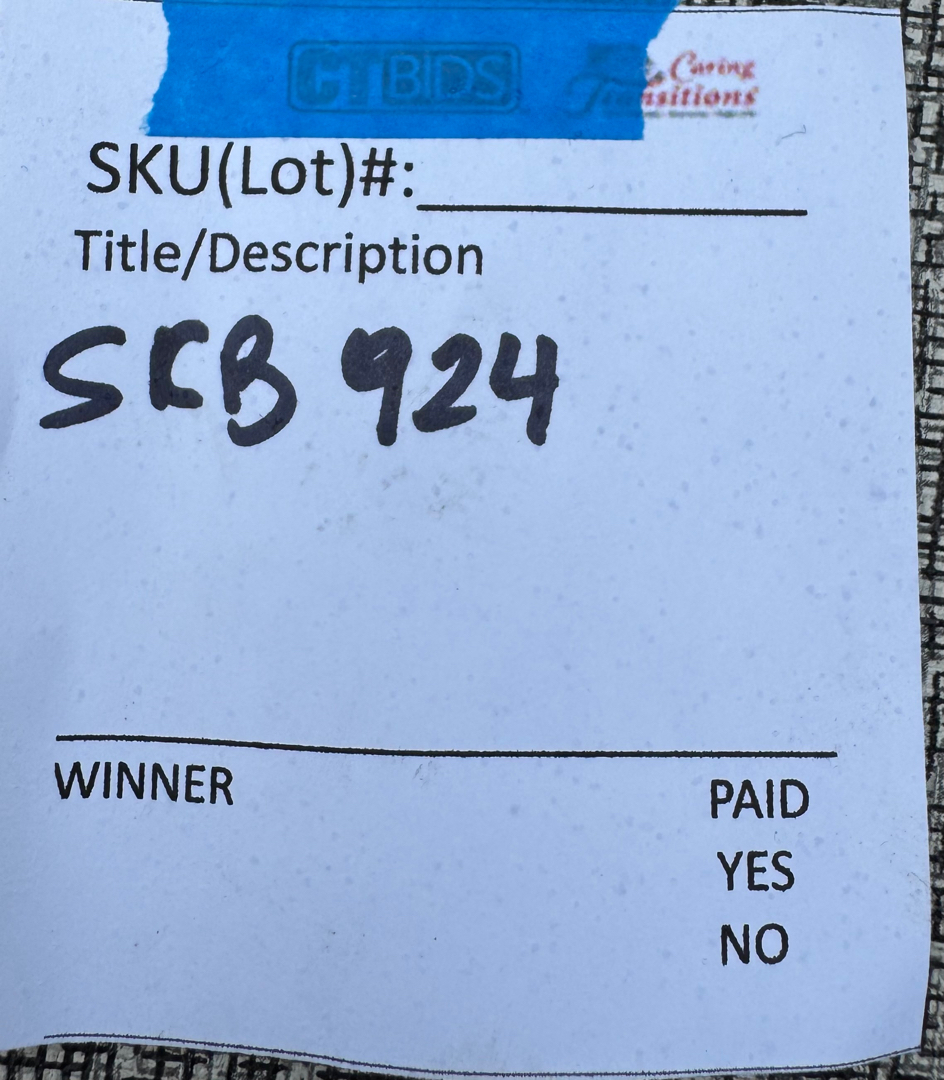 CTBIDS
Caring
Transitions
SKU(Lot)#:
Title/Description
SCB 924
WINNER
PAID
YES
NO